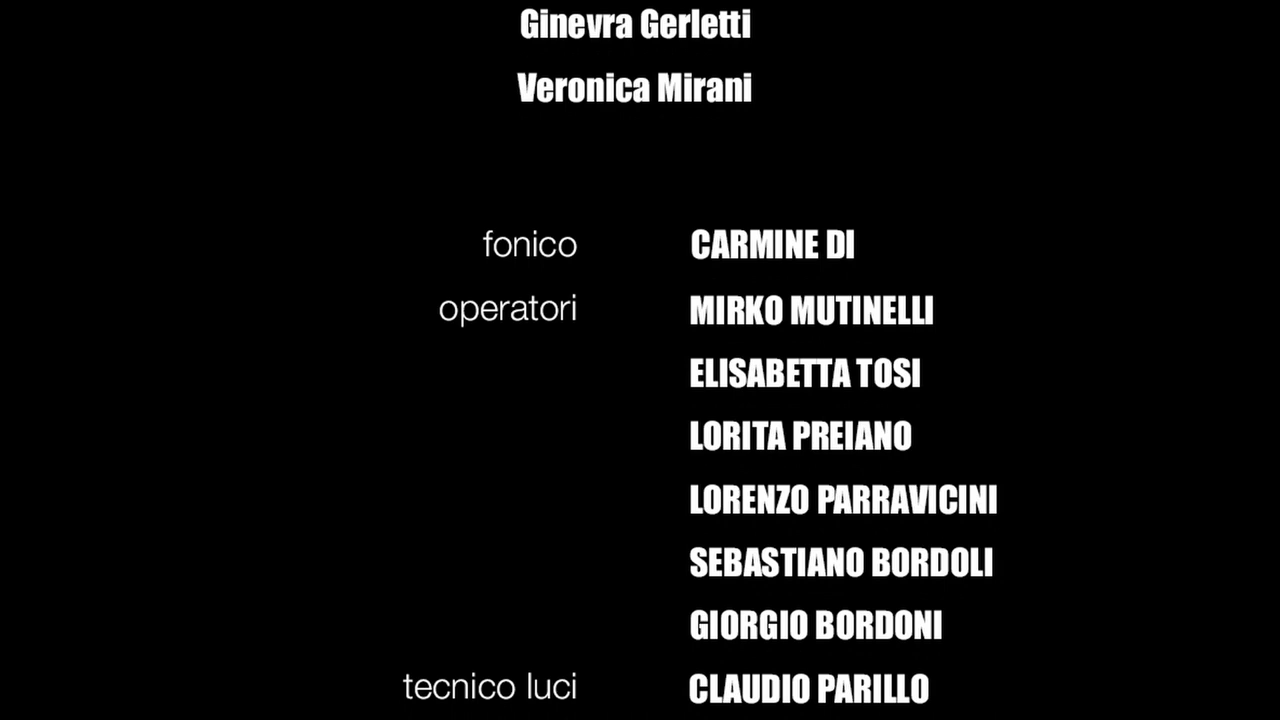 Ginevra Gerletti
Veronica Mirani
fonico CARMINE DI
operatori MIRKO MUTINELLI
ELISABETTA TOSI
LORITA PREIANO
LORENZO PARRAVICINI
SEBASTIANO BORDOLI
GIORGIO BORDONI
tecnico luci CLAUDIO PARILLO